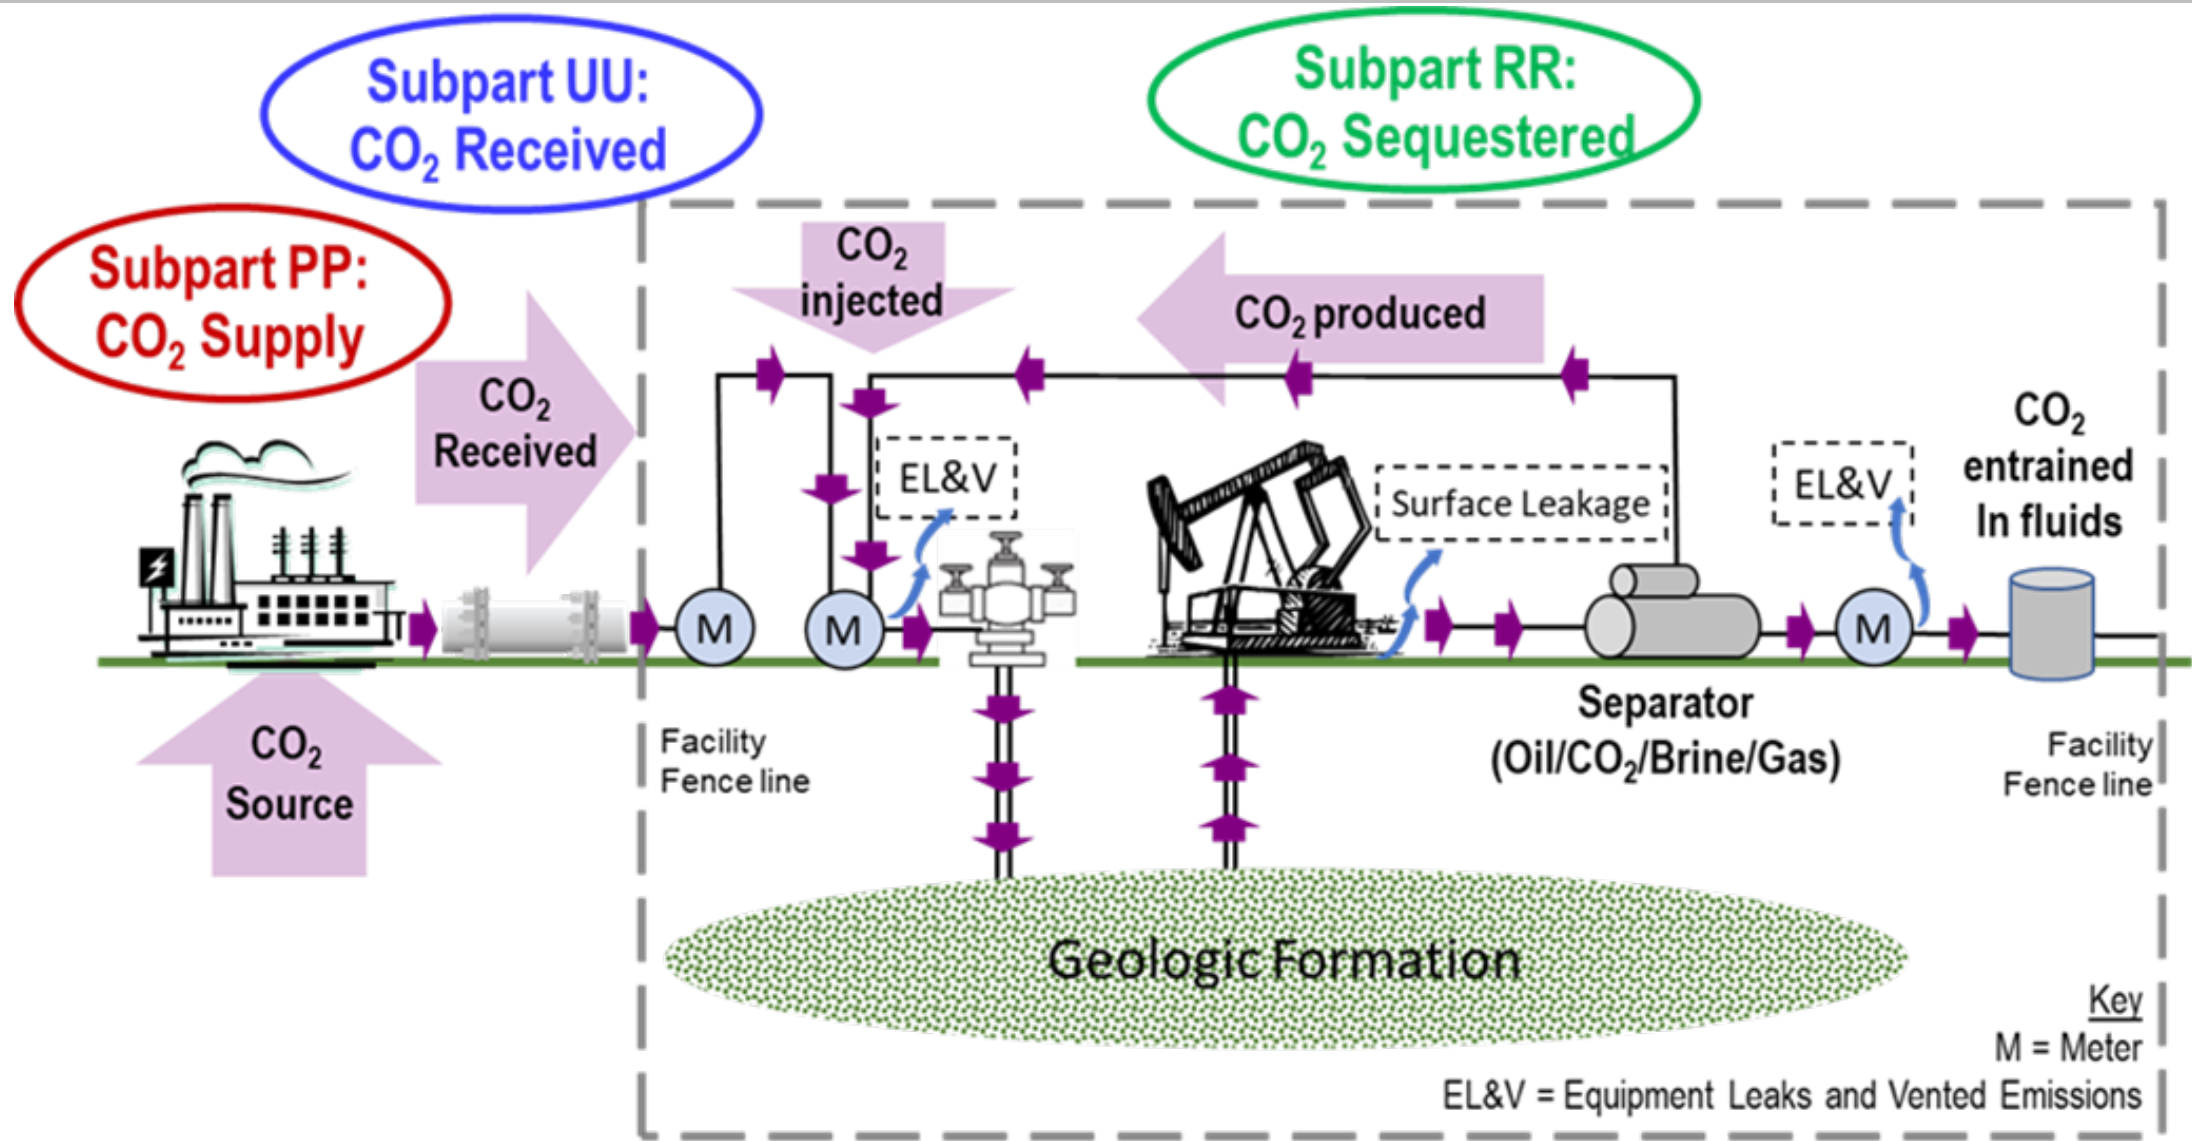 Subpart UU:
CO₂ Received
Subpart RR:
CO₂ Sequestered
Subpart PP:
CO₂ Supply
CO₂
injected
CO₂ produced
CO₂
Received
CO₂
entrained
In fluids
EL&V
Surface Leakage
EL&V
M
M
M
CO₂
Source
Facility
Fence line
Separator
(Oil/CO₂/Brine/Gas)
Facility
Fence line
Geologic Formation
Key
M = Meter
EL&V = Equipment Leaks and Vented Emissions